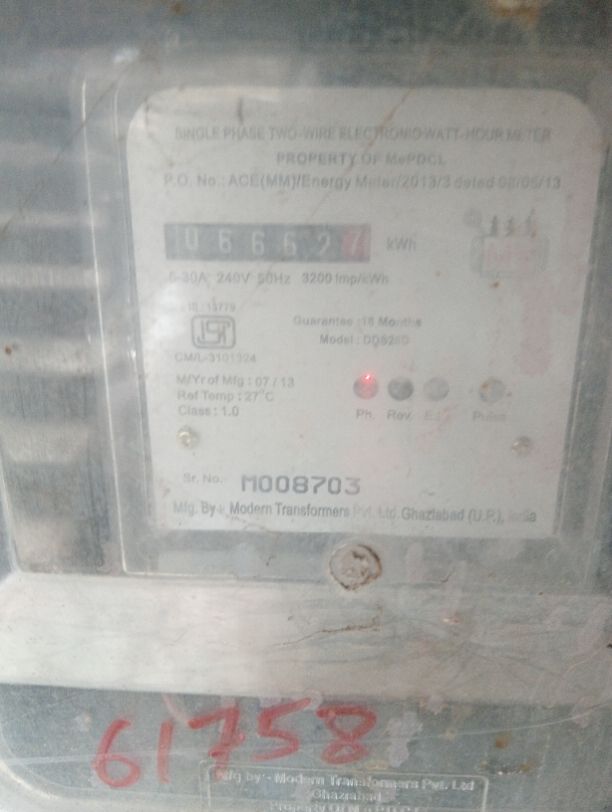 SINGLE PHASE TWO-WIRE ELECTRONIC WATT-HOUR METER
PROPERTY OF MePDCL
P.O. No.: ACE(MM)/Energy Meter/2013/3 dated 08/05/13
066627 kWh
5-30A 240V 50Hz 3200 Imp/kWh
Guarantee :18 Months
Model :
CM/L-3101324
M/Yr of Mfg : 07 / 13
Ref Temp : 27°C
Class : 1.0
Ph. Rev. Pulse
Sr. No. M008703
Mfg. By :- Modern Transformers Pvt. Ltd. Ghaziabad (U.P.), India
61758
Mfg by:- Modern Transformers Pvt. Ltd
Ghaziabad